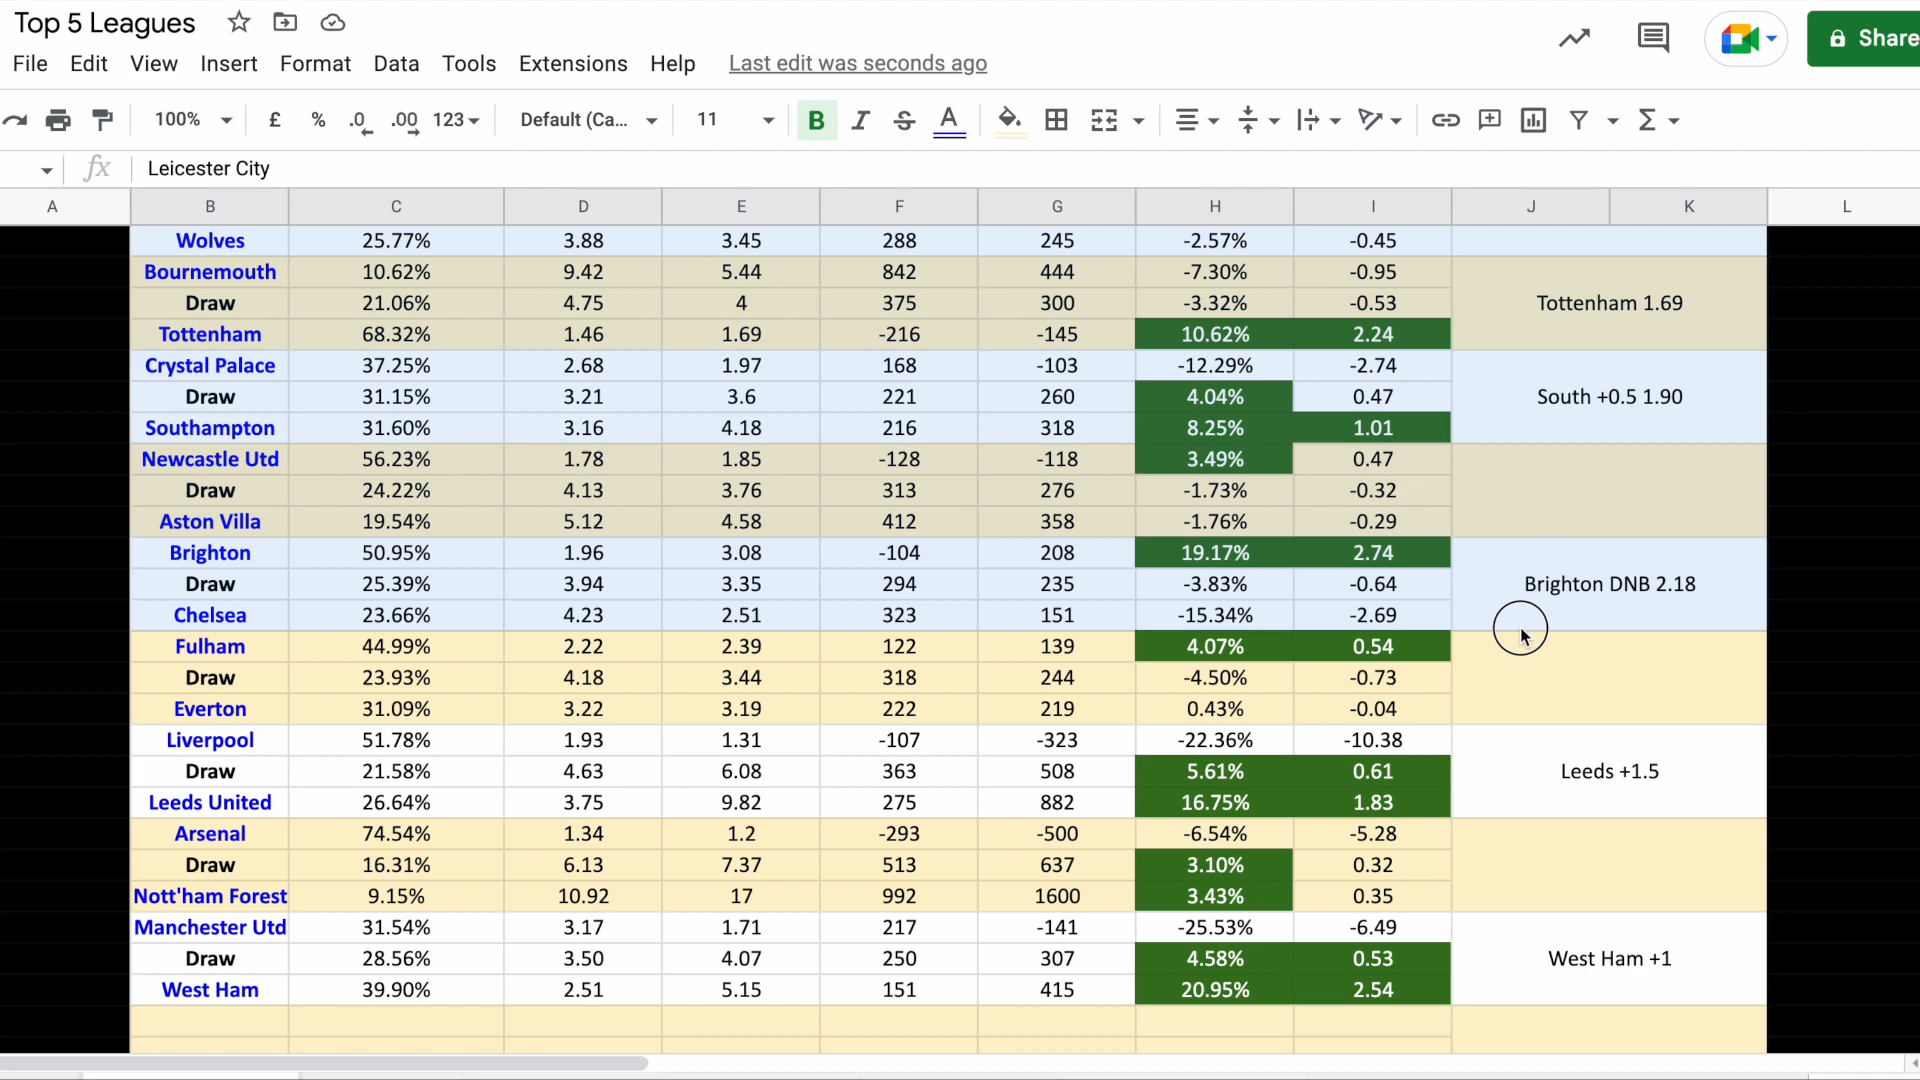 Top 5 Leagues
File Edit View Insert Format Data Tools Extensions Help Last edit was seconds ago
Share
100% £ % .0 .00 123 Default (Ca... 11 B I S A Σ
fx Leicester City
A B C D E F G H I J K L
Wolves 25.77% 3.88 3.45 288 245 -2.57% -0.45
Bournemouth 10.62% 9.42 5.44 842 444 -7.30% -0.95
Draw 21.06% 4.75 4 375 300 -3.32% -0.53 Tottenham 1.69
Tottenham 68.32% 1.46 1.69 -216 -145 10.62% 2.24
Crystal Palace 37.25% 2.68 1.97 168 -103 -12.29% -2.74
Draw 31.15% 3.21 3.6 221 260 4.04% 0.47 South +0.5 1.90
Southampton 31.60% 3.16 4.18 216 318 8.25% 1.01
Newcastle Utd 56.23% 1.78 1.85 -128 -118 3.49% 0.47
Draw 24.22% 4.13 3.76 313 276 -1.73% -0.32
Aston Villa 19.54% 5.12 4.58 412 358 -1.76% -0.29
Brighton 50.95% 1.96 3.08 -104 208 19.17% 2.74
Draw 25.39% 3.94 3.35 294 235 -3.83% -0.64 Brighton DNB 2.18
Chelsea 23.66% 4.23 2.51 323 151 -15.34% -2.69
Fulham 44.99% 2.22 2.39 122 139 4.07% 0.54
Draw 23.93% 4.18 3.44 318 244 -4.50% -0.73
Everton 31.09% 3.22 3.19 222 219 0.43% -0.04
Liverpool 51.78% 1.93 1.31 -107 -323 -22.36% -10.38
Draw 21.58% 4.63 6.08 363 508 5.61% 0.61 Leeds +1.5
Leeds United 26.64% 3.75 9.82 275 882 16.75% 1.83
Arsenal 74.54% 1.34 1.2 -293 -500 -6.54% -5.28
Draw 16.31% 6.13 7.37 513 637 3.10% 0.32
Nott'ham Forest 9.15% 10.92 17 992 1600 3.43% 0.35
Manchester Utd 31.54% 3.17 1.71 217 -141 -25.53% -6.49
Draw 28.56% 3.50 4.07 250 307 4.58% 0.53 West Ham +1
West Ham 39.90% 2.51 5.15 151 415 20.95% 2.54